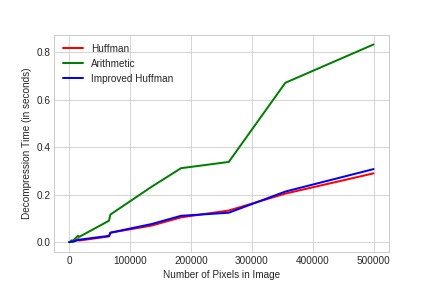 Huffman
Arithmetic
Improved Huffman
Decompression Time (in seconds)
0.8
0.6
0.4
0.2
0.0
0 100000 200000 300000 400000 500000
Number of Pixels in Image